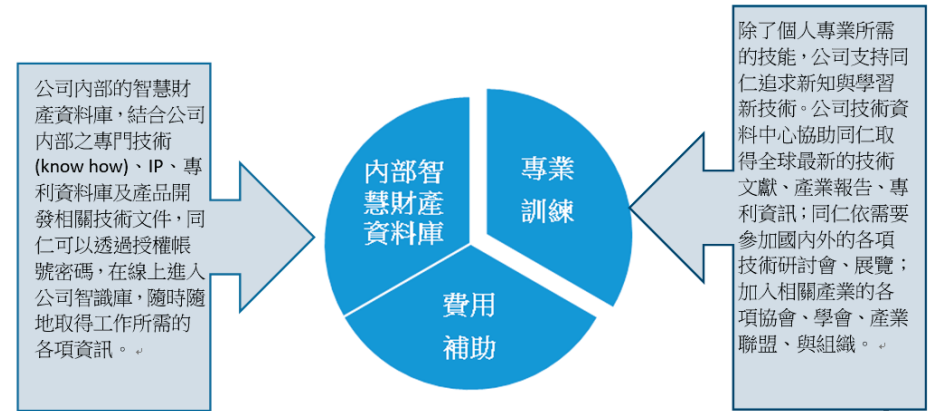 公司內部的智慧財
產資料庫，結合公司
內部之專門技術
(know how)、IP、專
利資料庫及產品開
發相關技術文件，同
仁可以透過授權帳
號密碼，在線上進入
公司智識庫，隨時隨
地取得工作所需的
各項資訊。
內部智
慧財產
資料庫
專業
訓練
費用
補助
除了個人專業所需
的技能，公司支持同
仁追求新知與學習
新技術。公司技術資
料中心協助同仁取
得全球最新的技術
文獻、產業報告、專
利資訊；同仁依需要
參加國內外的各項
技術研討會、展覽；
加入相關產業的各
項協會、學會、產業
聯盟、與組織。